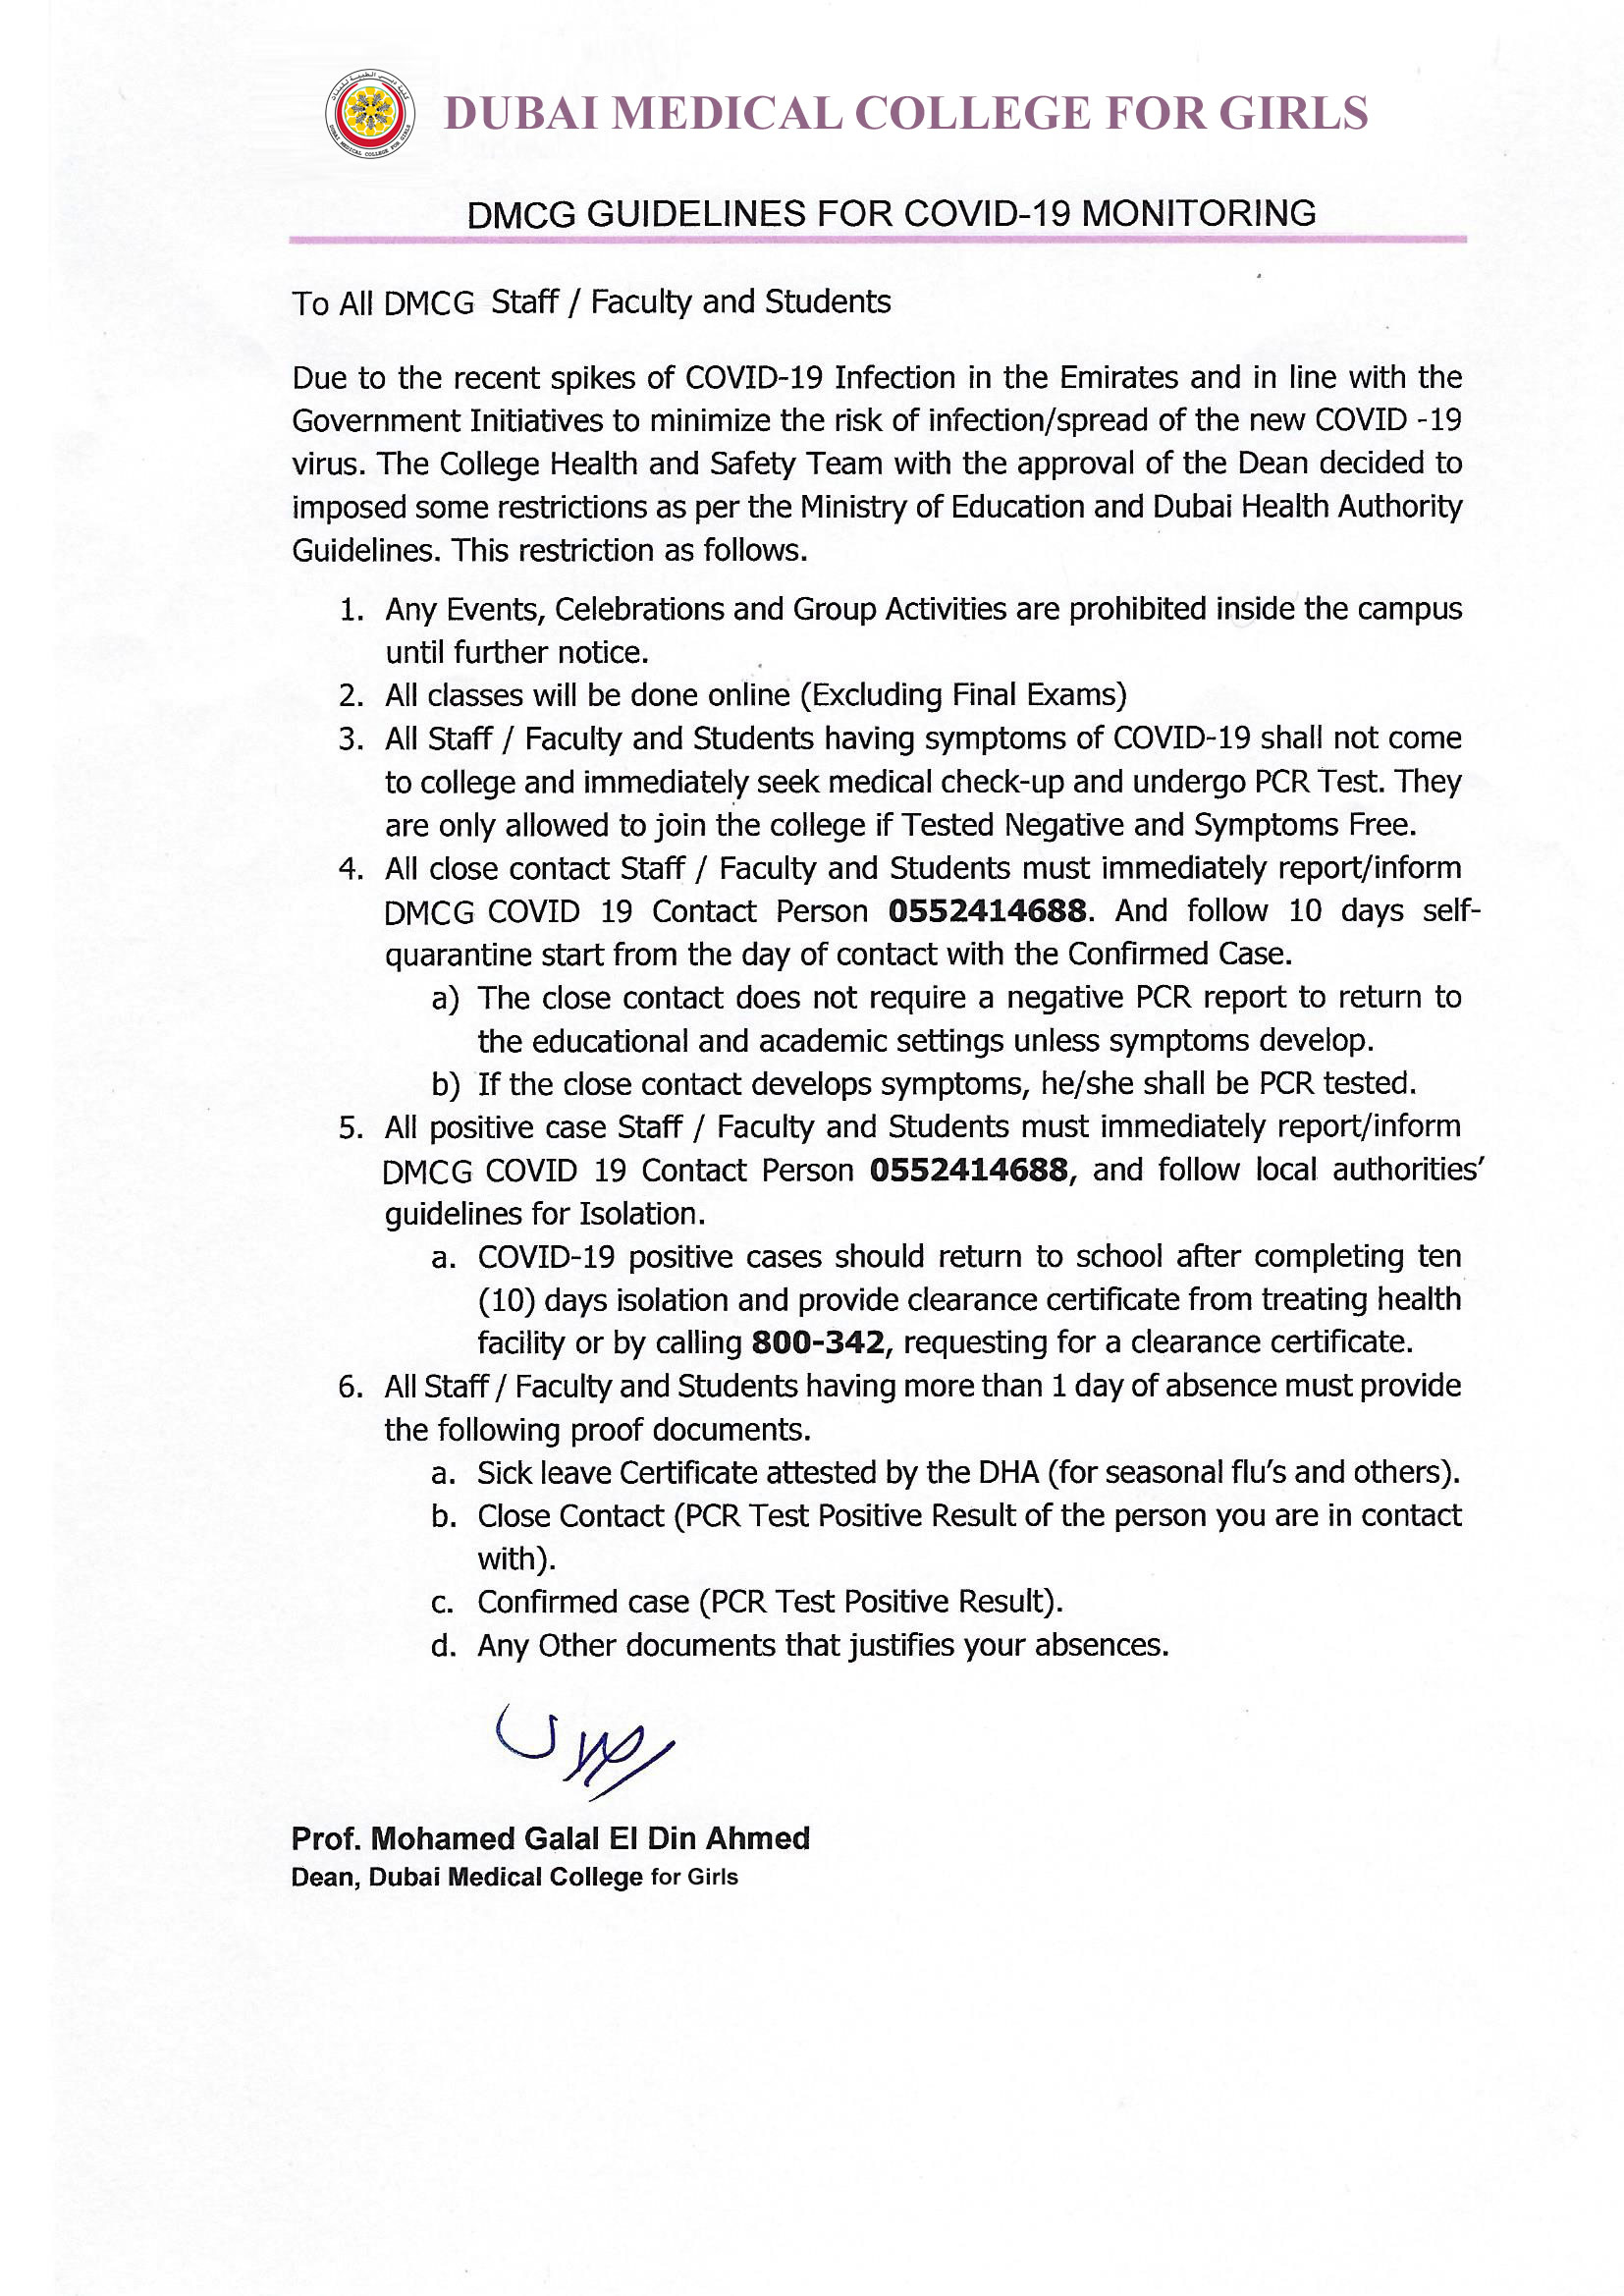 DUBAI MEDICAL COLLEGE FOR GIRLS
DUBAI MEDICAL COLLEGE FOR GIRLS
DMCG GUIDELINES FOR COVID-19 MONITORING
To All DMCG Staff / Faculty and Students
Due to the recent spikes of COVID-19 Infection in the Emirates and in line with the
Government Initiatives to minimize the risk of infection/spread of the new COVID -19
virus. The College Health and Safety Team with the approval of the Dean decided to
imposed some restrictions as per the Ministry of Education and Dubai Health Authority
Guidelines. This restriction as follows.
1. Any Events, Celebrations and Group Activities are prohibited inside the campus
until further notice.
2. All classes will be done online (Excluding Final Exams)
3. All Staff / Faculty and Students having symptoms of COVID-19 shall not come
to college and immediately seek medical check-up and undergo PCR Test. They
are only allowed to join the college if Tested Negative and Symptoms Free.
4. All close contact Staff / Faculty and Students must immediately report/inform
DMCG COVID 19 Contact Person 0552414688. And follow 10 days self-
quarantine start from the day of contact with the Confirmed Case.
a) The close contact does not require a negative PCR report to return to
the educational and academic settings unless symptoms develop.
b) If the close contact develops symptoms, he/she shall be PCR tested.
5. All positive case Staff / Faculty and Students must immediately report/inform
DMCG COVID 19 Contact Person 0552414688, and follow local authorities'
guidelines for Isolation.
a. COVID-19 positive cases should return to school after completing ten
(10) days isolation and provide clearance certificate from treating health
facility or by calling 800-342, requesting for a clearance certificate.
6. All Staff / Faculty and Students having more than 1 day of absence must provide
the following proof documents.
a. Sick leave Certificate attested by the DHA (for seasonal flu's and others).
b. Close Contact (PCR Test Positive Result of the person you are in contact
with).
c. Confirmed case (PCR Test Positive Result).
d. Any Other documents that justifies your absences.
Prof. Mohamed Galal El Din Ahmed
Dean, Dubai Medical College for Girls